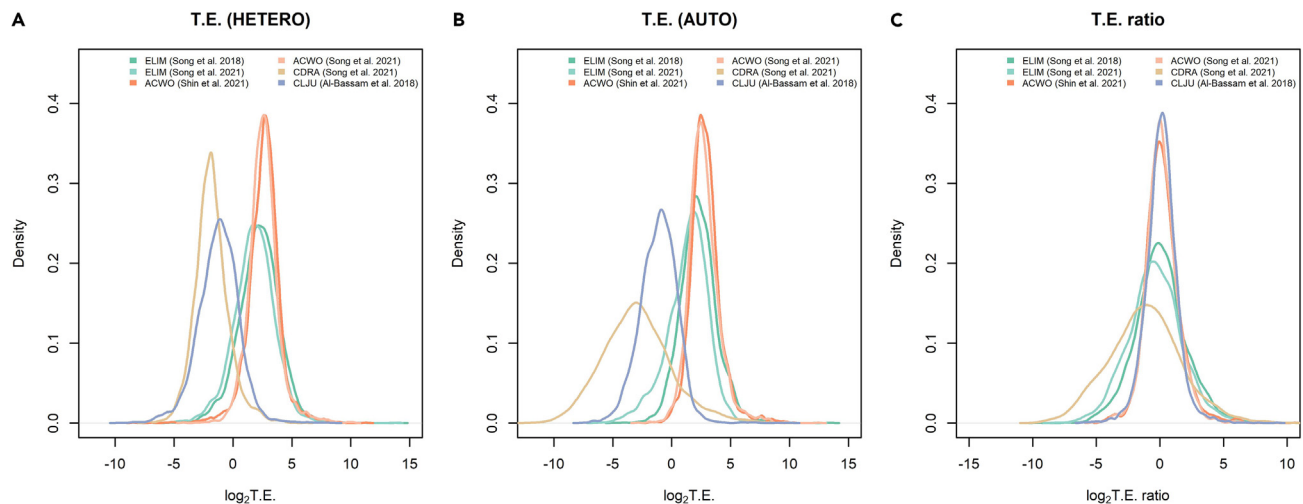 A
T.E. (HETERO)
ELIM (Song et al. 2018)
ELIM (Song et al. 2021)
ACWO (Shin et al. 2021)
ACWO (Song et al. 2021)
CDRA (Song et al. 2021)
CLJU (Al-Bassam et al. 2018)
Density
0.4
0.3
0.2
0.1
0.0
-10 -5 0 5 10 15
log₂T.E.
B
T.E. (AUTO)
ELIM (Song et al. 2018)
ELIM (Song et al. 2021)
ACWO (Shin et al. 2021)
ACWO (Song et al. 2021)
CDRA (Song et al. 2021)
CLJU (Al-Bassam et al. 2018)
Density
0.4
0.3
0.2
0.1
0.0
-10 -5 0 5 10 15
log₂T.E.
C
T.E. ratio
ELIM (Song et al. 2018)
ELIM (Song et al. 2021)
ACWO (Shin et al. 2021)
ACWO (Song et al. 2021)
CDRA (Song et al. 2021)
CLJU (Al-Bassam et al. 2018)
Density
0.4
0.3
0.2
0.1
0.0
-15 -10 -5 0 5 10
log₂T.E. ratio